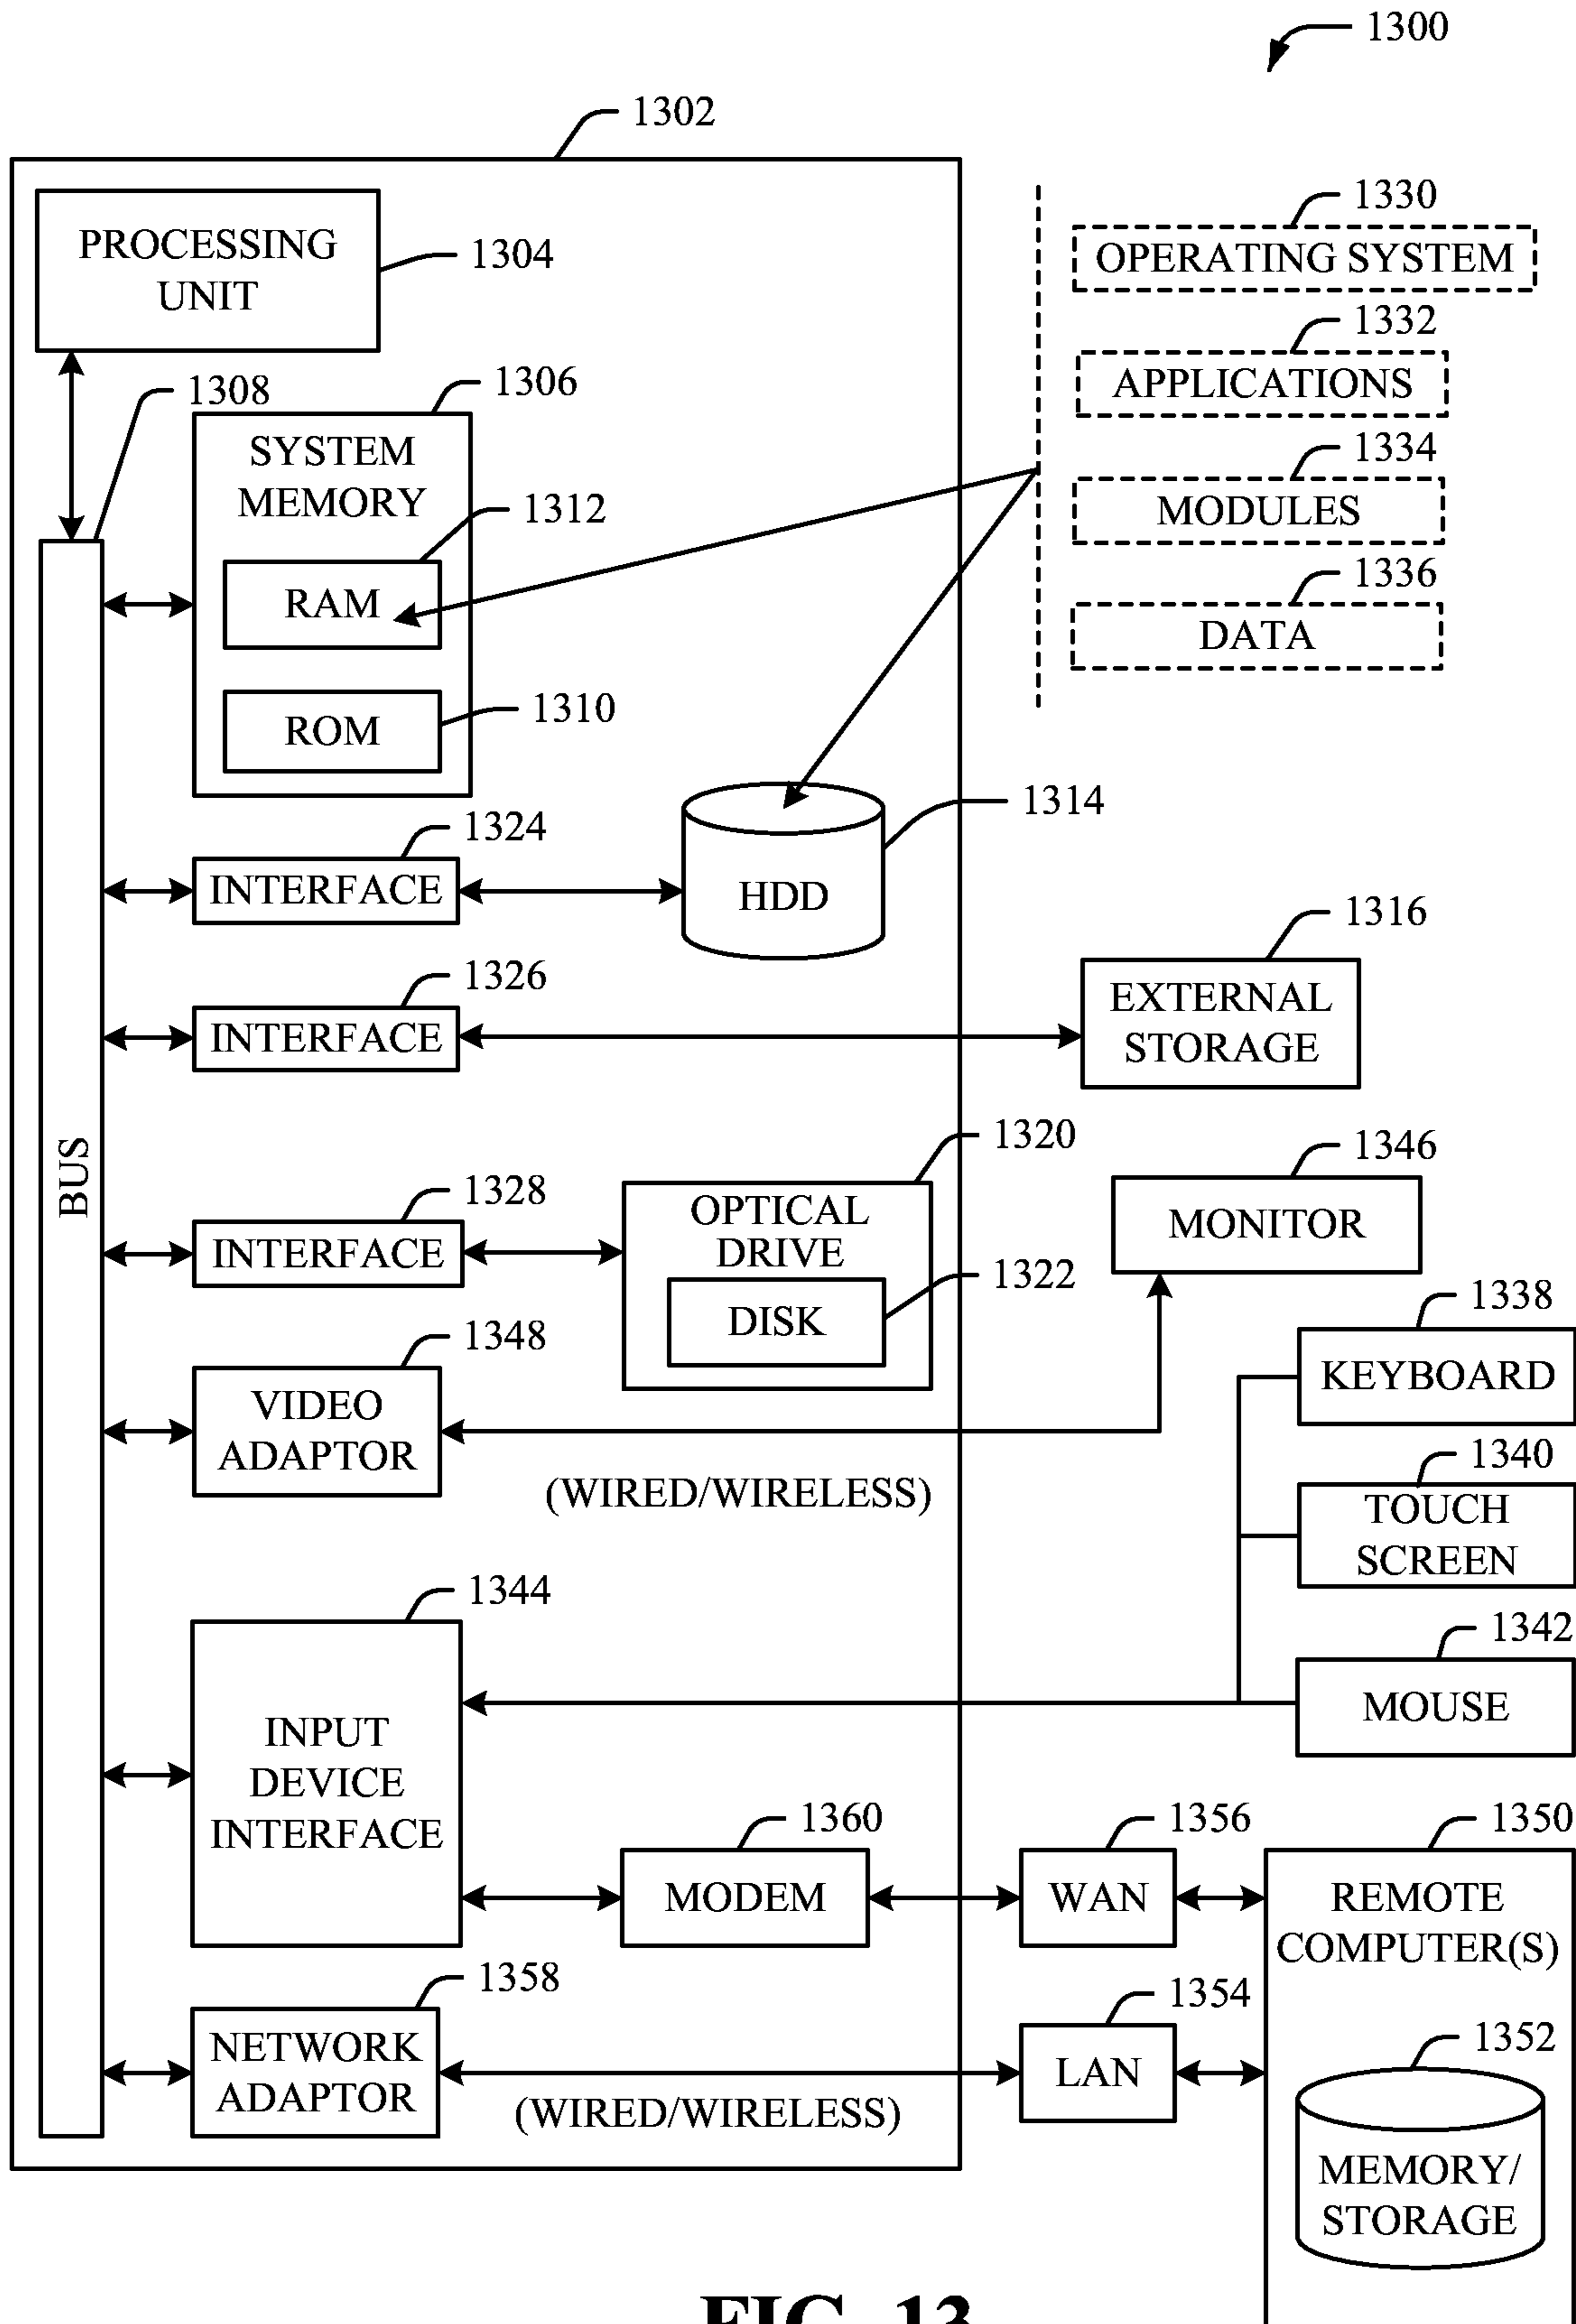 1300
1302
PROCESSING
UNIT
1304
1330
OPERATING SYSTEM
1332
APPLICATIONS
1334
MODULES
1336
DATA
1308
1306
SYSTEM
MEMORY
1312
RAM
1310
ROM
1314
HDD
1324
INTERFACE
1316
EXTERNAL
STORAGE
1326
INTERFACE
BUS
1320
OPTICAL
DRIVE
1322
DISK
1328
INTERFACE
1346
MONITOR
1348
VIDEO
ADAPTOR
(WIRED/WIRELESS)
1338
KEYBOARD
1340
TOUCH
SCREEN
1342
MOUSE
1344
INPUT
DEVICE
INTERFACE
1360
MODEM
1356
WAN
1350
REMOTE
COMPUTER(S)
1358
NETWORK
ADAPTOR
(WIRED/WIRELESS)
1354
LAN
1352
MEMORY/
STORAGE
FIG. 13